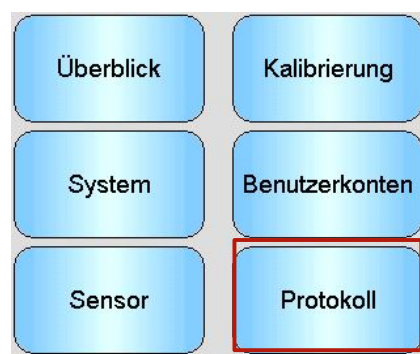 Überblick
Kalibrierung
System
Benutzerkonten
Sensor
Protokoll